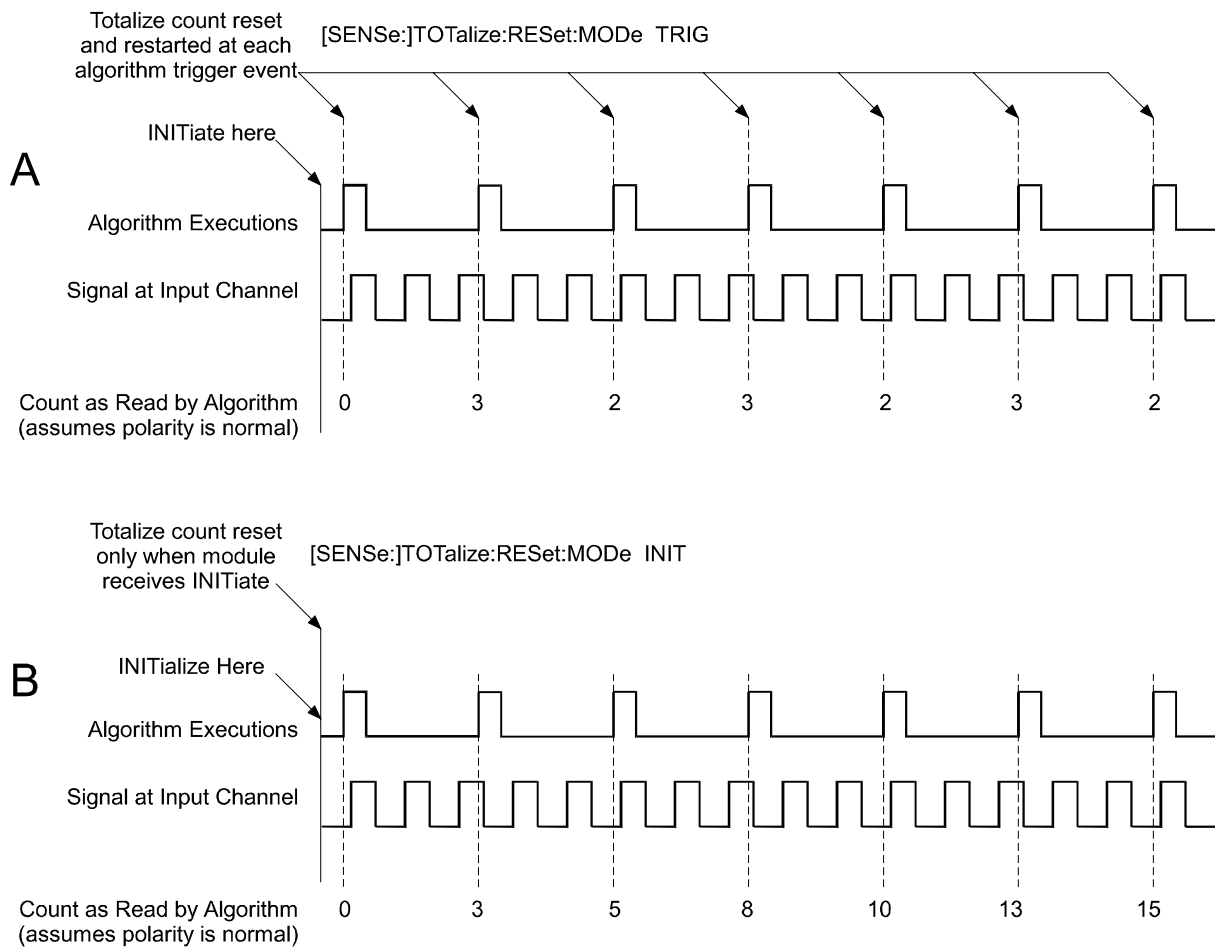 Totalize count reset
and restarted at each
algorithm trigger event
[SENSe:]TOTalize:RESet:MODe TRIG
INITiate here
A
Algorithm Executions
Signal at Input Channel
Count as Read by Algorithm
(assumes polarity is normal)
0 3 2 3 2 3 2
Totalize count reset
only when module
receives INITiate
[SENSe:]TOTalize:RESet:MODe INIT
INITialize Here
B
Algorithm Executions
Signal at Input Channel
Count as Read by Algorithm
(assumes polarity is normal)
0 3 5 8 10 13 15